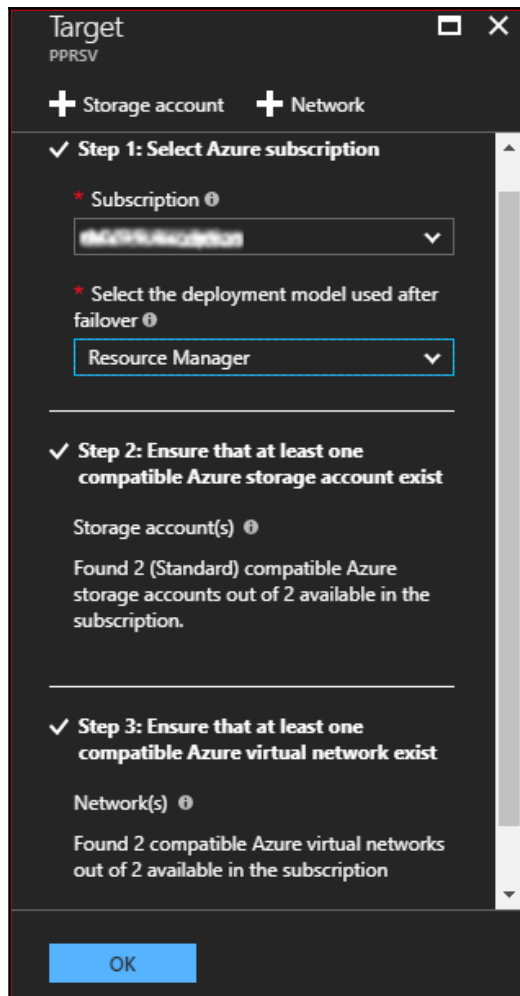 Target
PPRSV
Storage account Network
Step 1: Select Azure subscription
* Subscription
* Select the deployment model used after
failover
Resource Manager
Step 2: Ensure that at least one
compatible Azure storage account exist
Storage account(s)
Found 2 (Standard) compatible Azure
storage accounts out of 2 available in the
subscription.
Step 3: Ensure that at least one
compatible Azure virtual network exist
Network(s)
Found 2 compatible Azure virtual networks
out of 2 available in the subscription
OK